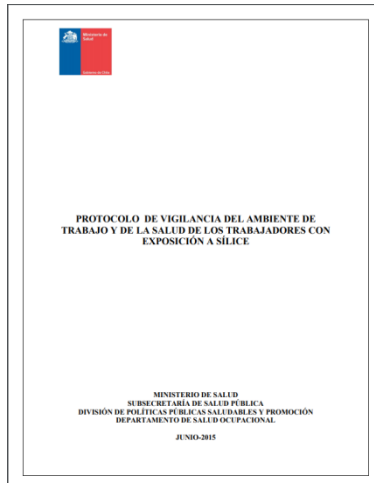 Ministerio de
Salud
Gobierno de Chile
PROTOCOLO DE VIGILANCIA DEL AMBIENTE DE
TRABAJO Y DE LA SALUD DE LOS TRABAJADORES CON
EXPOSICIÓN A SÍLICE
MINISTERIO DE SALUD
SUBSECRETARÍA DE SALUD PÚBLICA
DIVISIÓN DE POLÍTICAS PÚBLICAS SALUDABLES Y PROMOCIÓN
DEPARTAMENTO DE SALUD OCUPACIONAL
JUNIO-2015